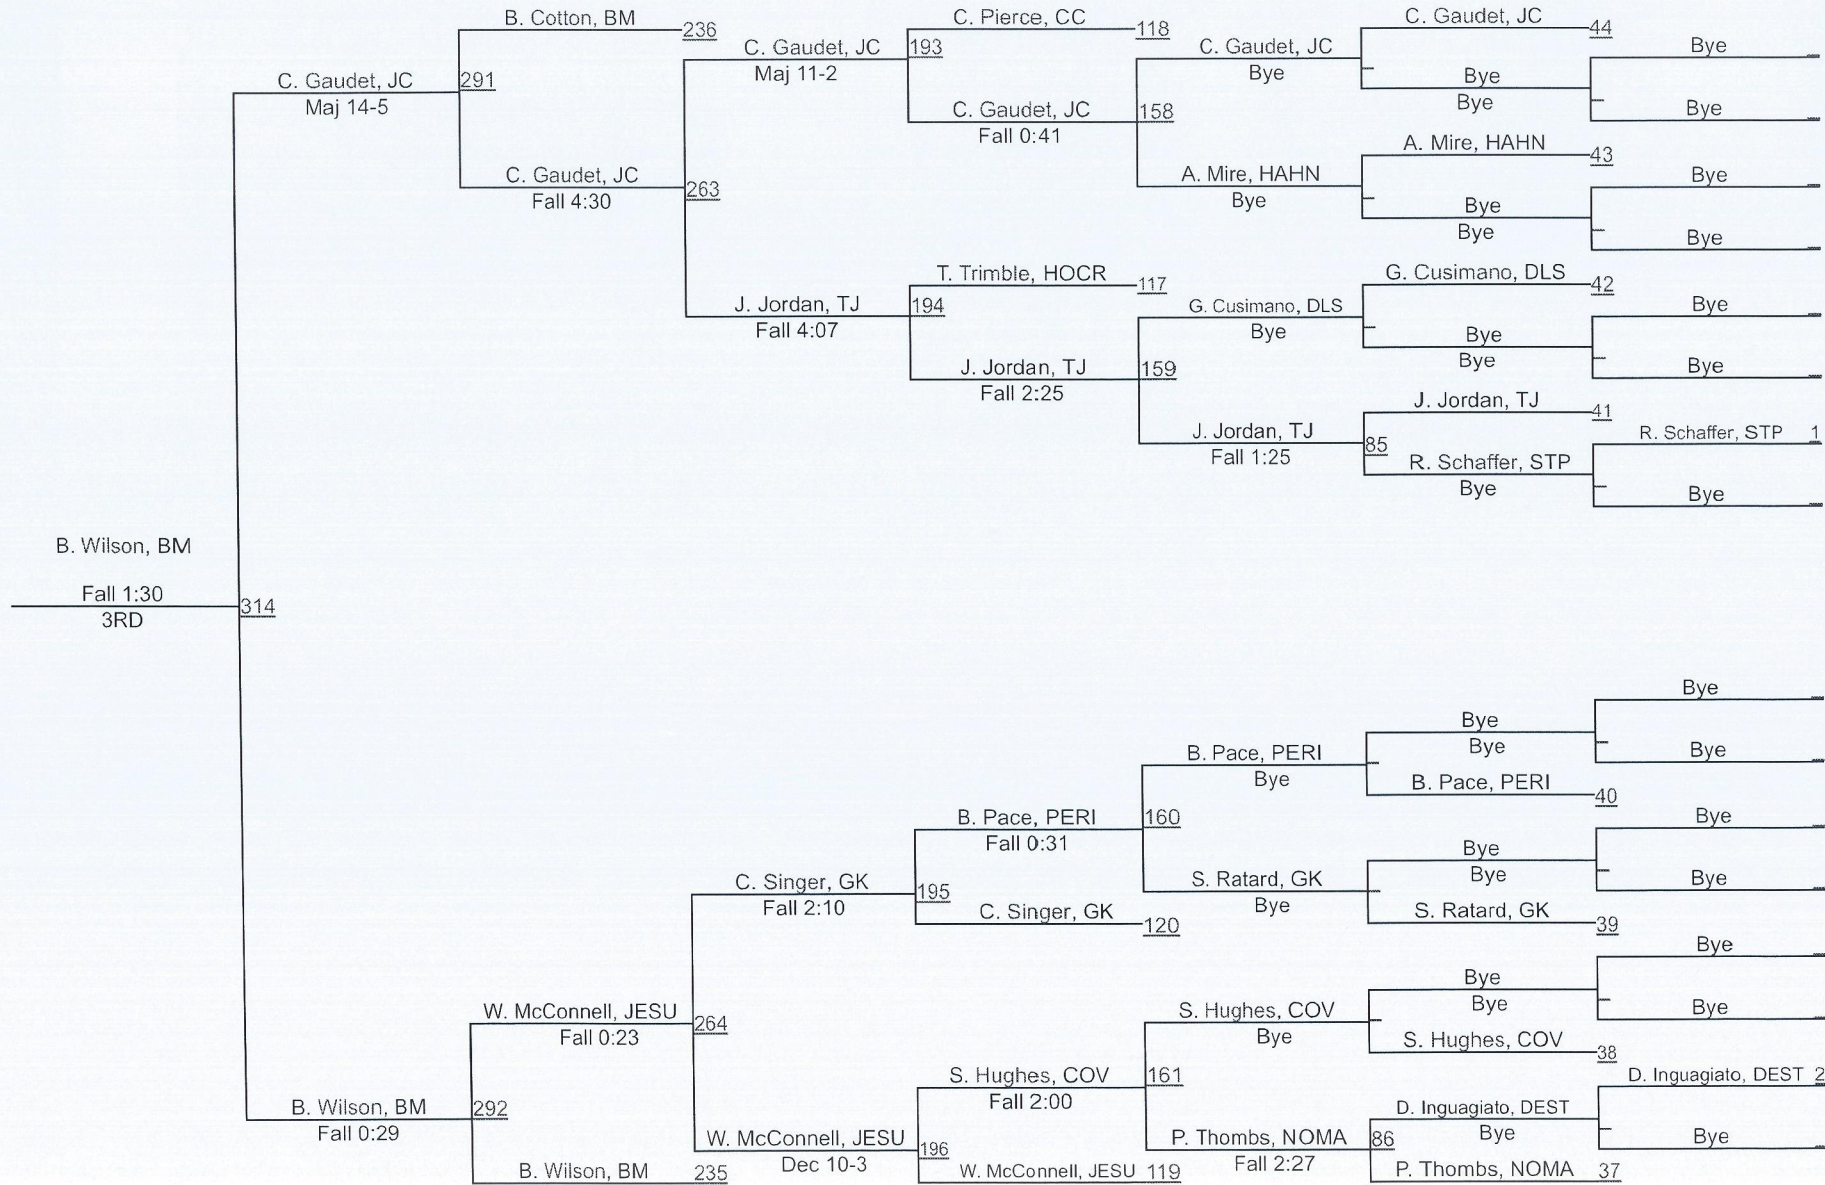 B. Cotton, BM
236
C. Pierce, CC
118
C. Gaudet, JC
44
C. Gaudet, JC
Maj 11-2
193
C. Gaudet, JC
Bye
Bye
C. Gaudet, JC
Maj 14-5
291
Bye
Bye
C. Gaudet, JC
Fall 0:41
158
Bye
A. Mire, HAHN
43
C. Gaudet, JC
Fall 4:30
263
A. Mire, HAHN
Bye
Bye
Bye
Bye
Bye
T. Trimble, HOCR
117
G. Cusimano, DLS
42
J. Jordan, TJ
Fall 4:07
194
G. Cusimano, DLS
Bye
Bye
Bye
Bye
J. Jordan, TJ
Fall 2:25
159
Bye
J. Jordan, TJ
41
J. Jordan, TJ
Fall 1:25
85
R. Schaffer, STP 1
R. Schaffer, STP
Bye
Bye
B. Wilson, BM
Fall 1:30
3RD
314
Bye
Bye
Bye
B. Pace, PERI
Bye
Bye
B. Pace, PERI
40
B. Pace, PERI
Fall 0:31
160
Bye
Bye
Bye
C. Singer, GK
Fall 2:10
195
S. Ratard, GK
Bye
Bye
C. Singer, GK
120
S. Ratard, GK
39
Bye
Bye
Bye
W. McConnell, JESU
Fall 0:23
264
S. Hughes, COV
Bye
Bye
S. Hughes, COV
38
S. Hughes, COV
Fall 2:00
161
D. Inguagiato, DEST 2
B. Wilson, BM
Fall 0:29
292
D. Inguagiato, DEST
Bye
W. McConnell, JESU
Dec 10-3
196
P. Thombs, NOMA
Fall 2:27
86
Bye
B. Wilson, BM
235
W. McConnell, JESU 119
P. Thombs, NOMA
37